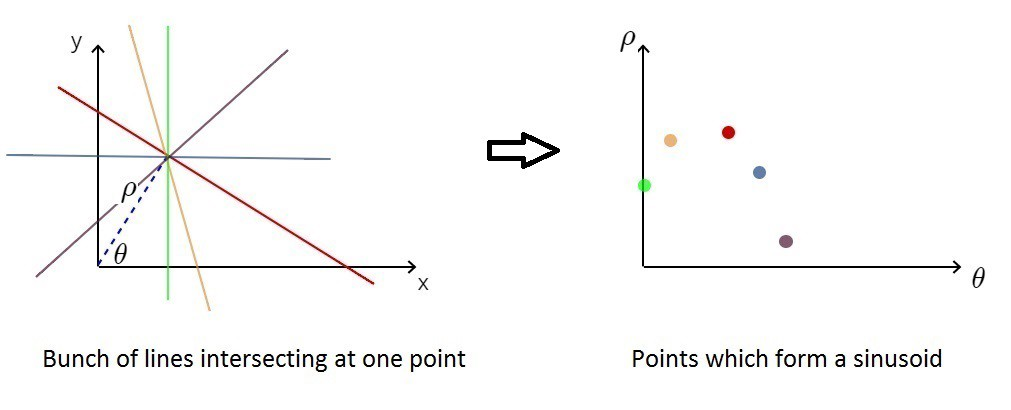 y
ρ
θ
x
Bunch of lines intersecting at one point
ρ
θ
Points which form a sinusoid